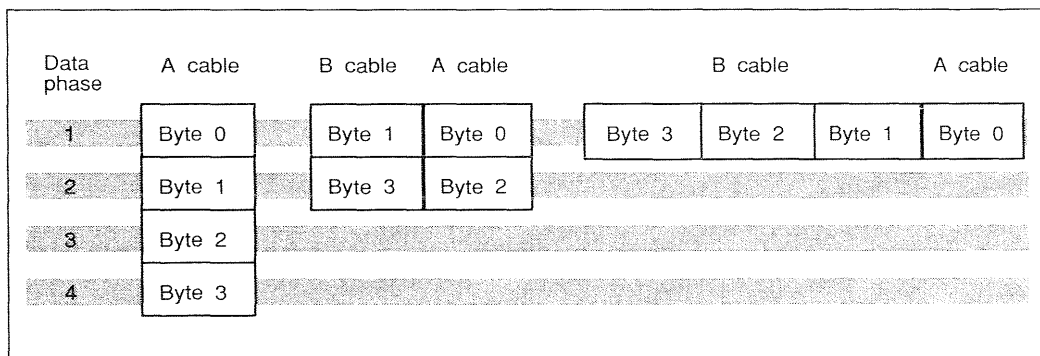 Data phase A cable B cable A cable B cable A cable
1 Byte 0 Byte 1 Byte 0 Byte 3 Byte 2 Byte 1 Byte 0
2 Byte 1 Byte 3 Byte 2
3 Byte 2
4 Byte 3